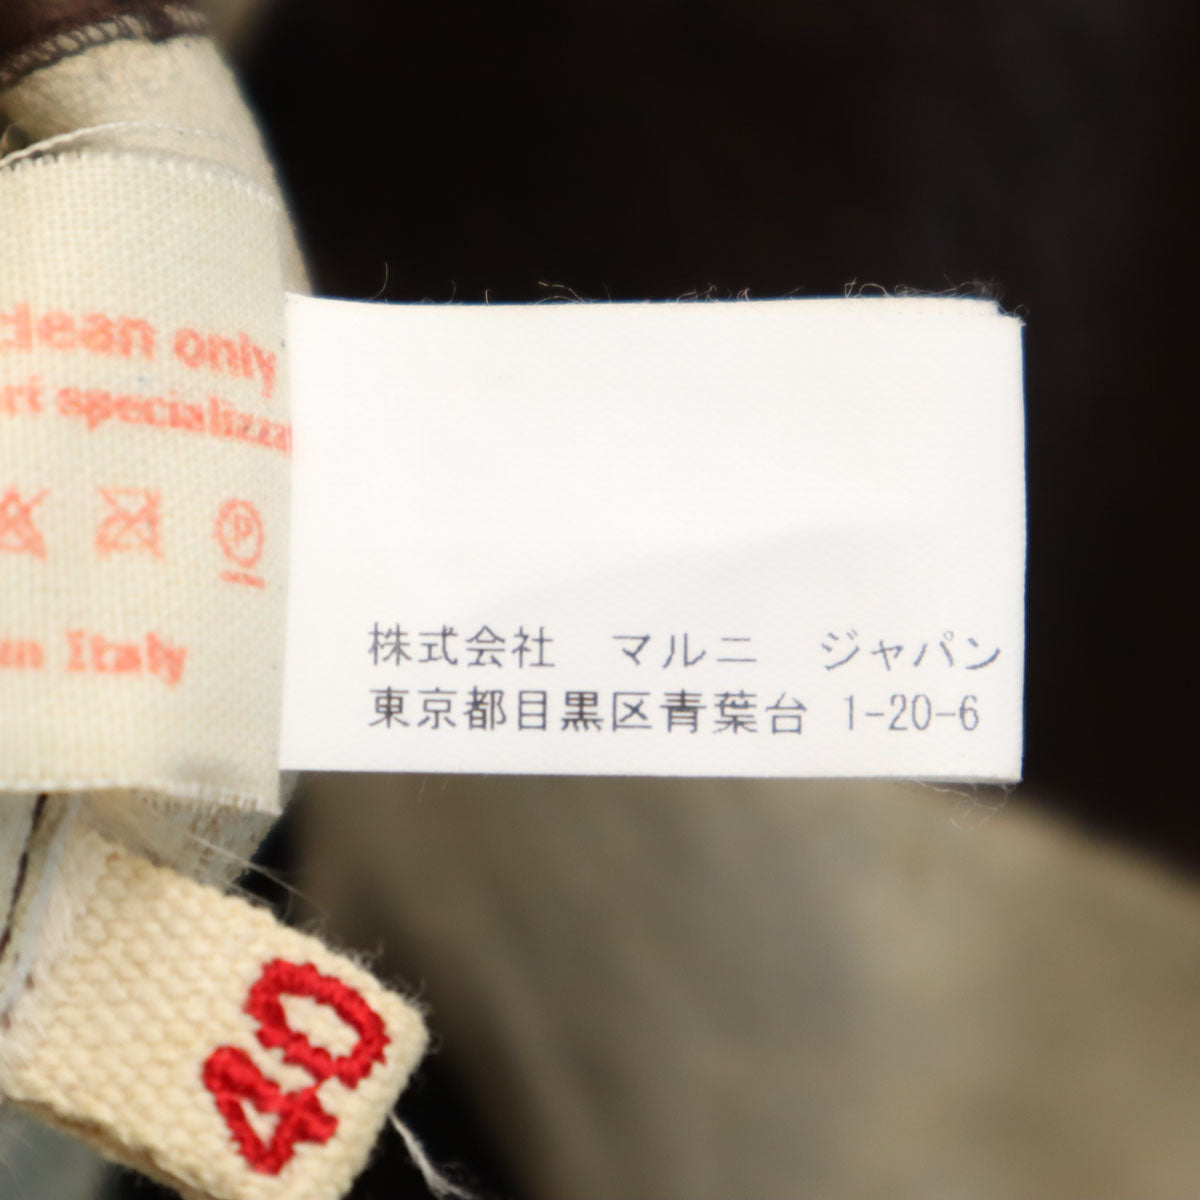 clean only
株式会社　マルニ　ジャパン
東京都目黒区青葉台 1-20-6
Italy
40